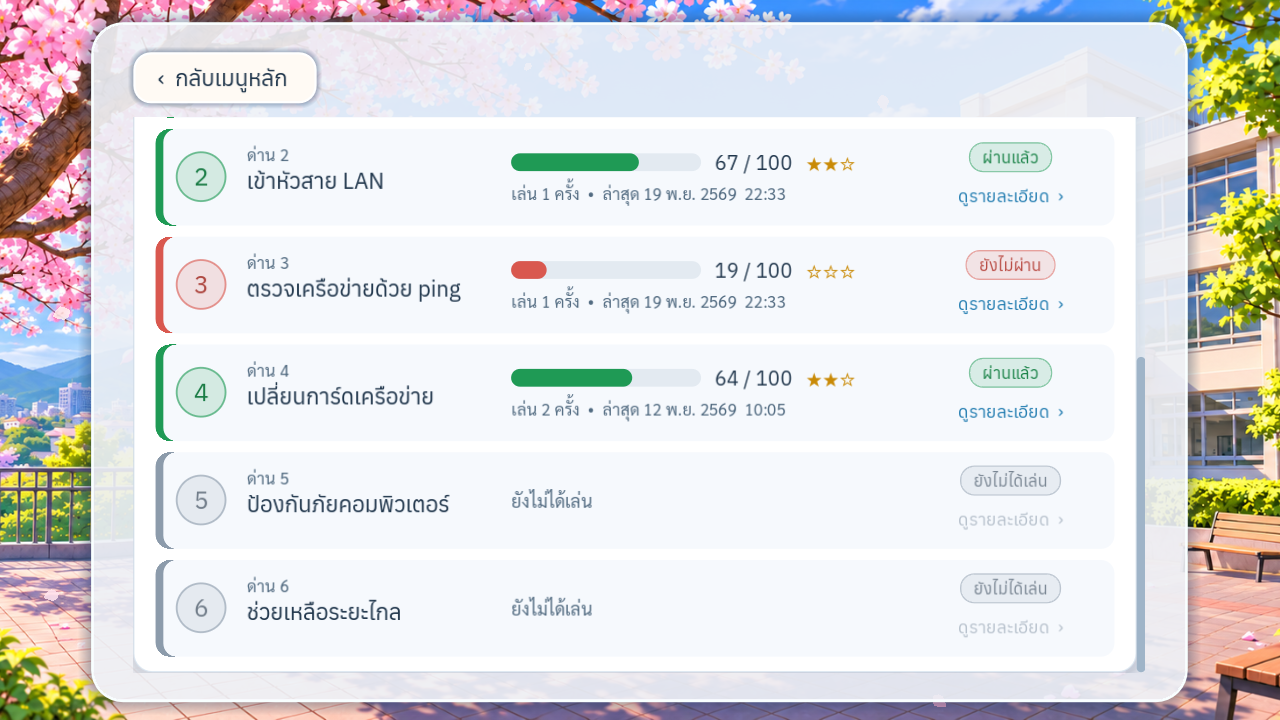 ‹ กลับเมนูหลัก
2
ด่าน 2
เข้าหัวสาย LAN
67 / 100 ★★☆
เล่น 1 ครั้ง • ล่าสุด 19 พ.ย. 2569 22:33
ผ่านแล้ว
ดูรายละเอียด ›
3
ด่าน 3
ตรวจเครือข่ายด้วย ping
19 / 100 ☆☆☆
เล่น 1 ครั้ง • ล่าสุด 19 พ.ย. 2569 22:33
ยังไม่ผ่าน
ดูรายละเอียด ›
4
ด่าน 4
เปลี่ยนการ์ดเครือข่าย
64 / 100 ★★☆
เล่น 2 ครั้ง • ล่าสุด 12 พ.ย. 2569 10:05
ผ่านแล้ว
ดูรายละเอียด ›
5
ด่าน 5
ป้องกันภัยคอมพิวเตอร์
ยังไม่ได้เล่น
ยังไม่ได้เล่น
ดูรายละเอียด ›
6
ด่าน 6
ช่วยเหลือระยะไกล
ยังไม่ได้เล่น
ยังไม่ได้เล่น
ดูรายละเอียด ›